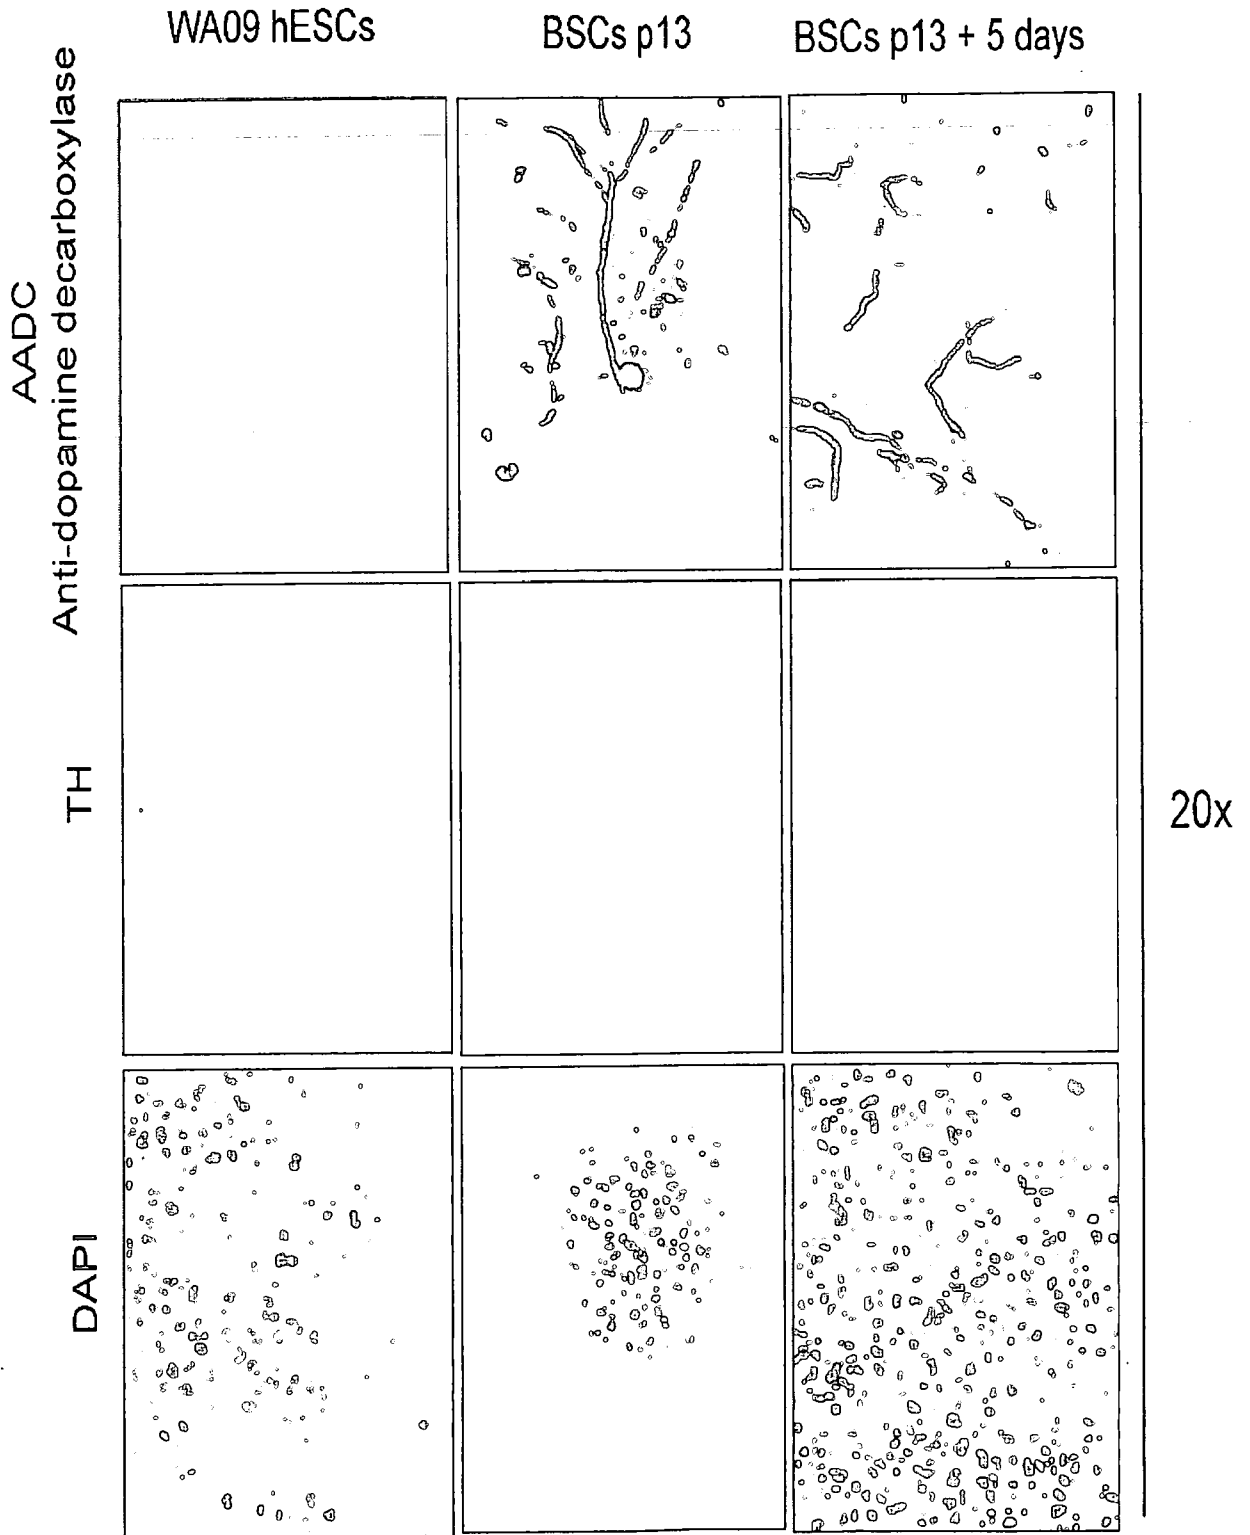 WA09 hESCs
BSCs p13
BSCs p13 + 5 days
AADC
Anti-dopamine decarboxylase
TH
DAPI
20x